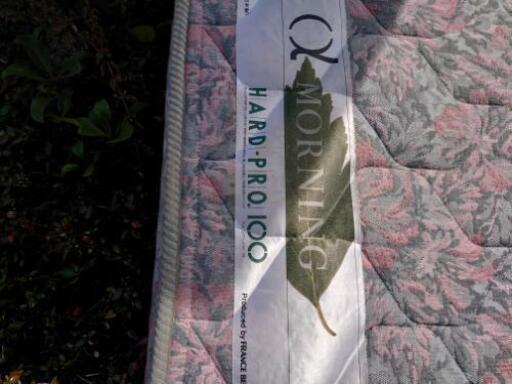 α MORNING
HARD-PRO. 100
Produced by FRANCE BE